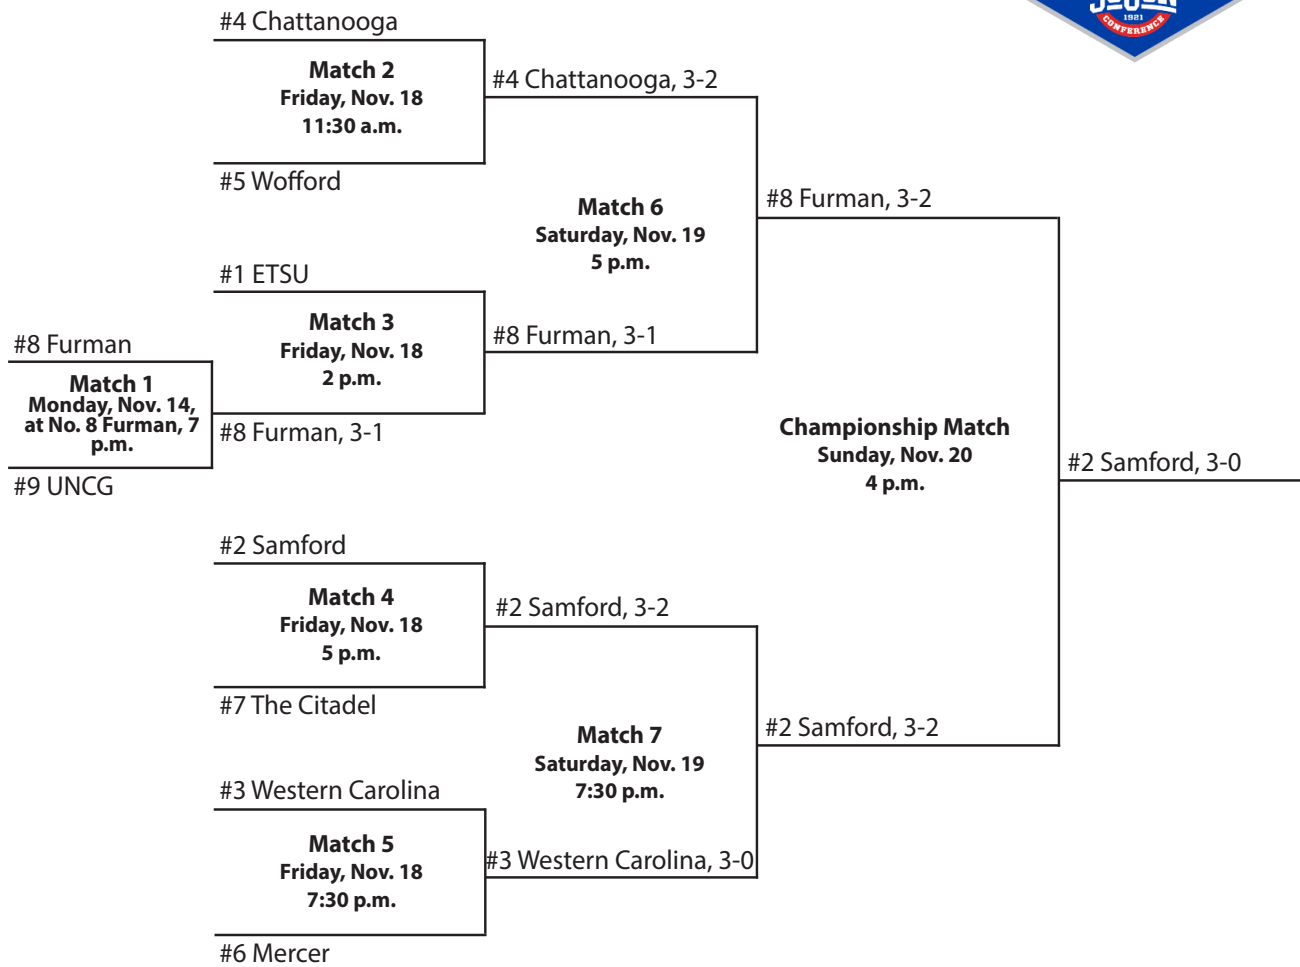 1921
CONFERENCE
#4 Chattanooga
Match 2
Friday, Nov. 18
11:30 a.m.
#4 Chattanooga, 3-2
#5 Wofford
Match 6
Saturday, Nov. 19
5 p.m.
#8 Furman, 3-2
#1 ETSU
Match 3
Friday, Nov. 18
2 p.m.
#8 Furman, 3-1
#8 Furman
Match 1
Monday, Nov. 14,
at No. 8 Furman, 7
p.m.
#8 Furman, 3-1
#9 UNCG
Championship Match
Sunday, Nov. 20
4 p.m.
#2 Samford, 3-0
#2 Samford
Match 4
Friday, Nov. 18
5 p.m.
#2 Samford, 3-2
#7 The Citadel
Match 7
Saturday, Nov. 19
7:30 p.m.
#2 Samford, 3-2
#3 Western Carolina
Match 5
Friday, Nov. 18
7:30 p.m.
#3 Western Carolina, 3-0
#6 Mercer